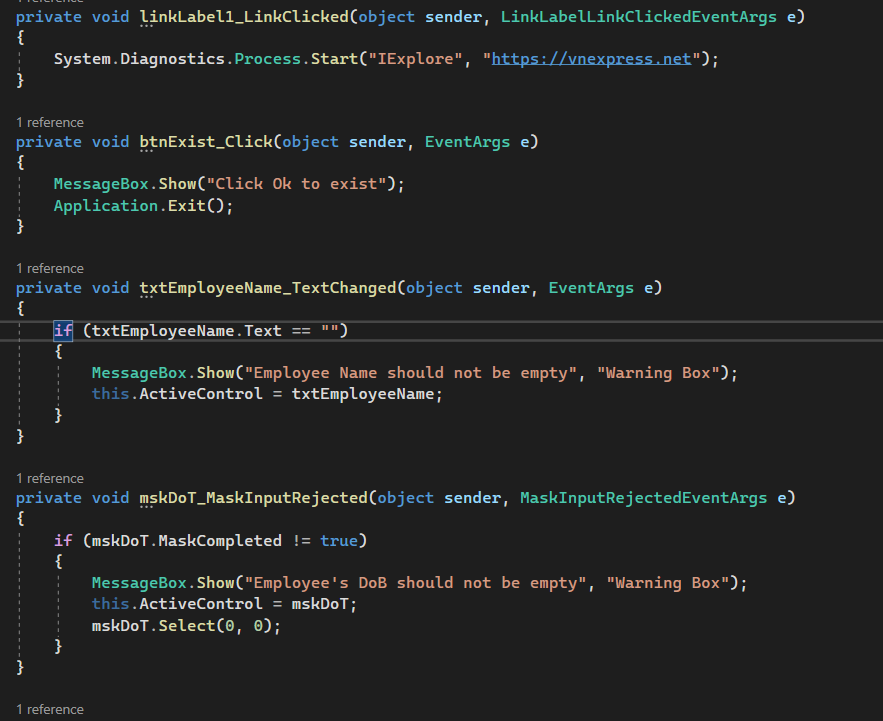 private void linkLabel1_LinkClicked(object sender, LinkLabelLinkClickedEventArgs e)
{
    System.Diagnostics.Process.Start("IExplore", "https://vnexpress.net");
}
1 reference
private void btnExist_Click(object sender, EventArgs e)
{
    MessageBox.Show("Click Ok to exist");
    Application.Exit();
}
1 reference
private void txtEmployeeName_TextChanged(object sender, EventArgs e)
{
    if (txtEmployeeName.Text == "")
    {
        MessageBox.Show("Employee Name should not be empty", "Warning Box");
        this.ActiveControl = txtEmployeeName;
    }
}
1 reference
private void mskDoT_MaskInputRejected(object sender, MaskInputRejectedEventArgs e)
{
    if (mskDoT.MaskCompleted != true)
    {
        MessageBox.Show("Employee's DoB should not be empty", "Warning Box");
        this.ActiveControl = mskDoT;
        mskDoT.Select(0, 0);
    }
}
1 reference